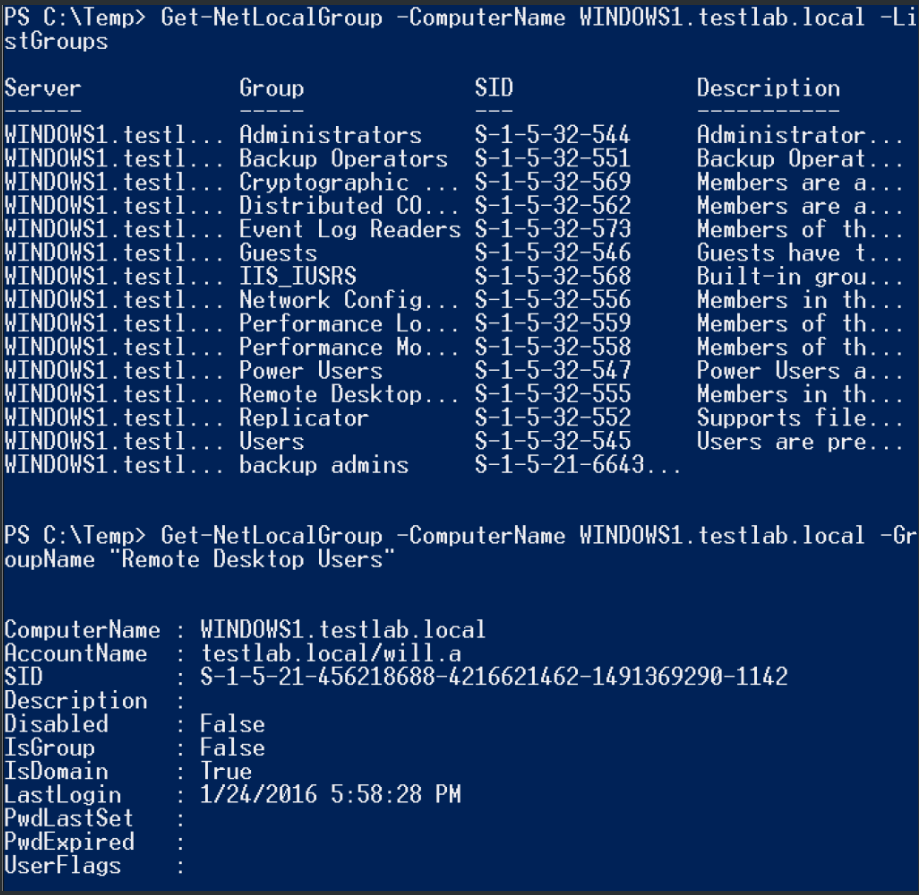 PS C:\Temp> Get-NetLocalGroup -ComputerName WINDOWS1.testlab.local -Li
stGroups
Server Group SID Description
------ ----- --- -----------
WINDOWS1.testl... Administrators S-1-5-32-544 Administrator...
WINDOWS1.testl... Backup Operators S-1-5-32-551 Backup Operat...
WINDOWS1.testl... Cryptographic ... S-1-5-32-569 Members are a...
WINDOWS1.testl... Distributed CO... S-1-5-32-562 Members are a...
WINDOWS1.testl... Event Log Readers S-1-5-32-573 Members of th...
WINDOWS1.testl... Guests S-1-5-32-546 Guests have t...
WINDOWS1.testl... IIS_IUSRS S-1-5-32-568 Built-in grou...
WINDOWS1.testl... Network Config... S-1-5-32-556 Members in th...
WINDOWS1.testl... Performance Lo... S-1-5-32-559 Members of th...
WINDOWS1.testl... Performance Mo... S-1-5-32-558 Members of th...
WINDOWS1.testl... Power Users S-1-5-32-547 Power Users a...
WINDOWS1.testl... Remote Desktop... S-1-5-32-555 Members in th...
WINDOWS1.testl... Replicator S-1-5-32-552 Supports file...
WINDOWS1.testl... Users S-1-5-32-545 Users are pre...
WINDOWS1.testl... backup admins S-1-5-21-6643...
PS C:\Temp> Get-NetLocalGroup -ComputerName WINDOWS1.testlab.local -Gr
oupName "Remote Desktop Users"
ComputerName : WINDOWS1.testlab.local
AccountName : testlab.local/will.a
SID : S-1-5-21-456218688-4216621462-1491369290-1142
Description :
Disabled : False
IsGroup : False
IsDomain : True
LastLogin : 1/24/2016 5:58:28 PM
PwdLastSet :
PwdExpired :
UserFlags :